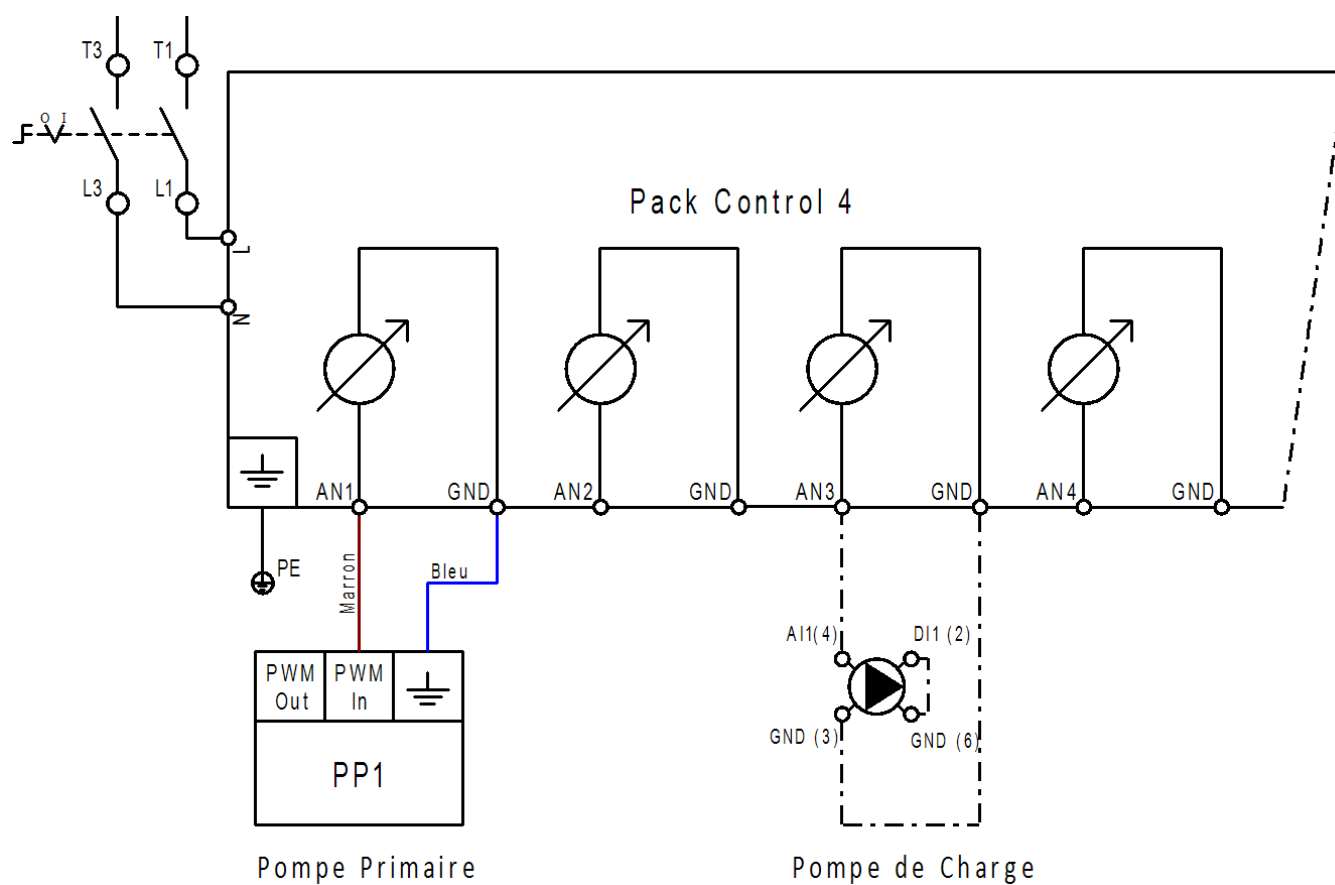 T3 T1
O I
L3 L1
Pack Control 4
L
N
AN1 GND AN2 GND AN3 GND AN4 GND
PE
Marron
Bleu
AI1(4) DI1 (2)
PWM Out
PWM In
GND (3) GND (6)
PP1
Pompe Primaire
Pompe de Charge